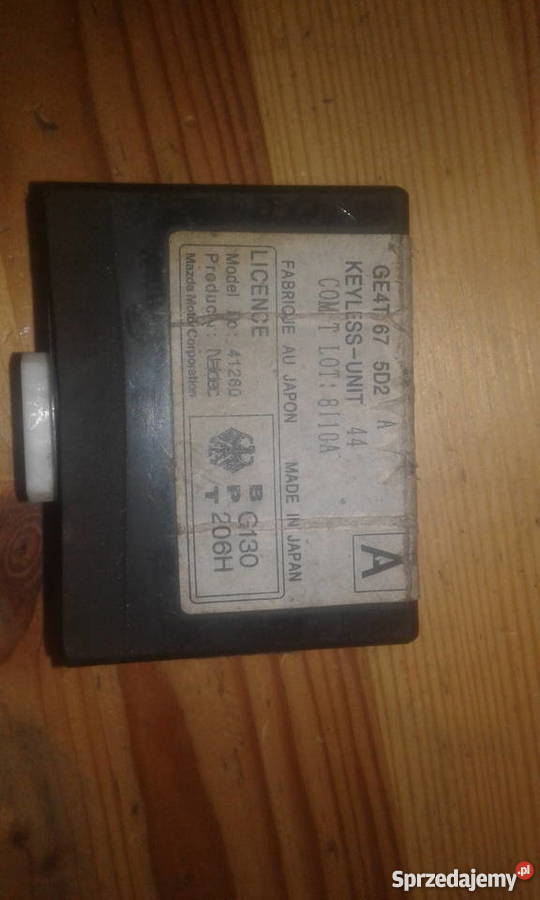 GE4T 67 5D2 A
KEYLESS-UNIT 44
COM T LOT: 8110A
A
FABRIQUE AU JAPON MADE IN JAPAN
LICENCE
Model No: 41260
Product:
Mazda Motor Corporation
B P T
G130
206H
Sprzedajemy.pl